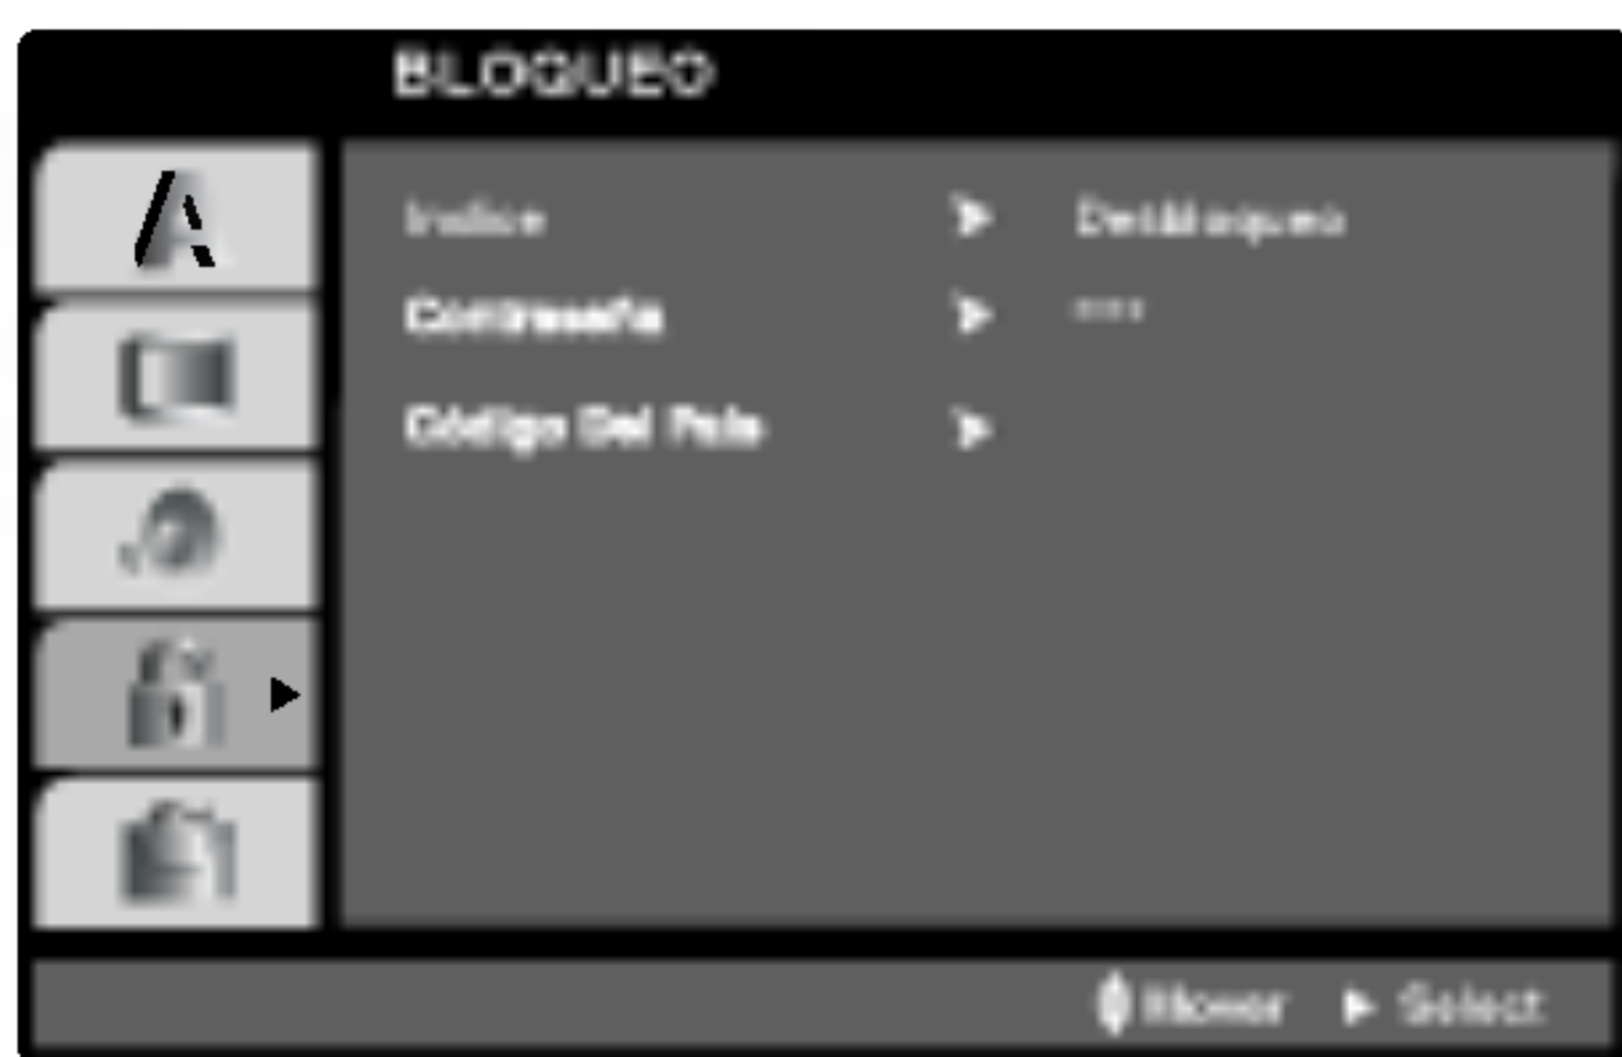 BLOQUEO
Indice Desbloqueo
Contraseña
Código Del País
Mover Select